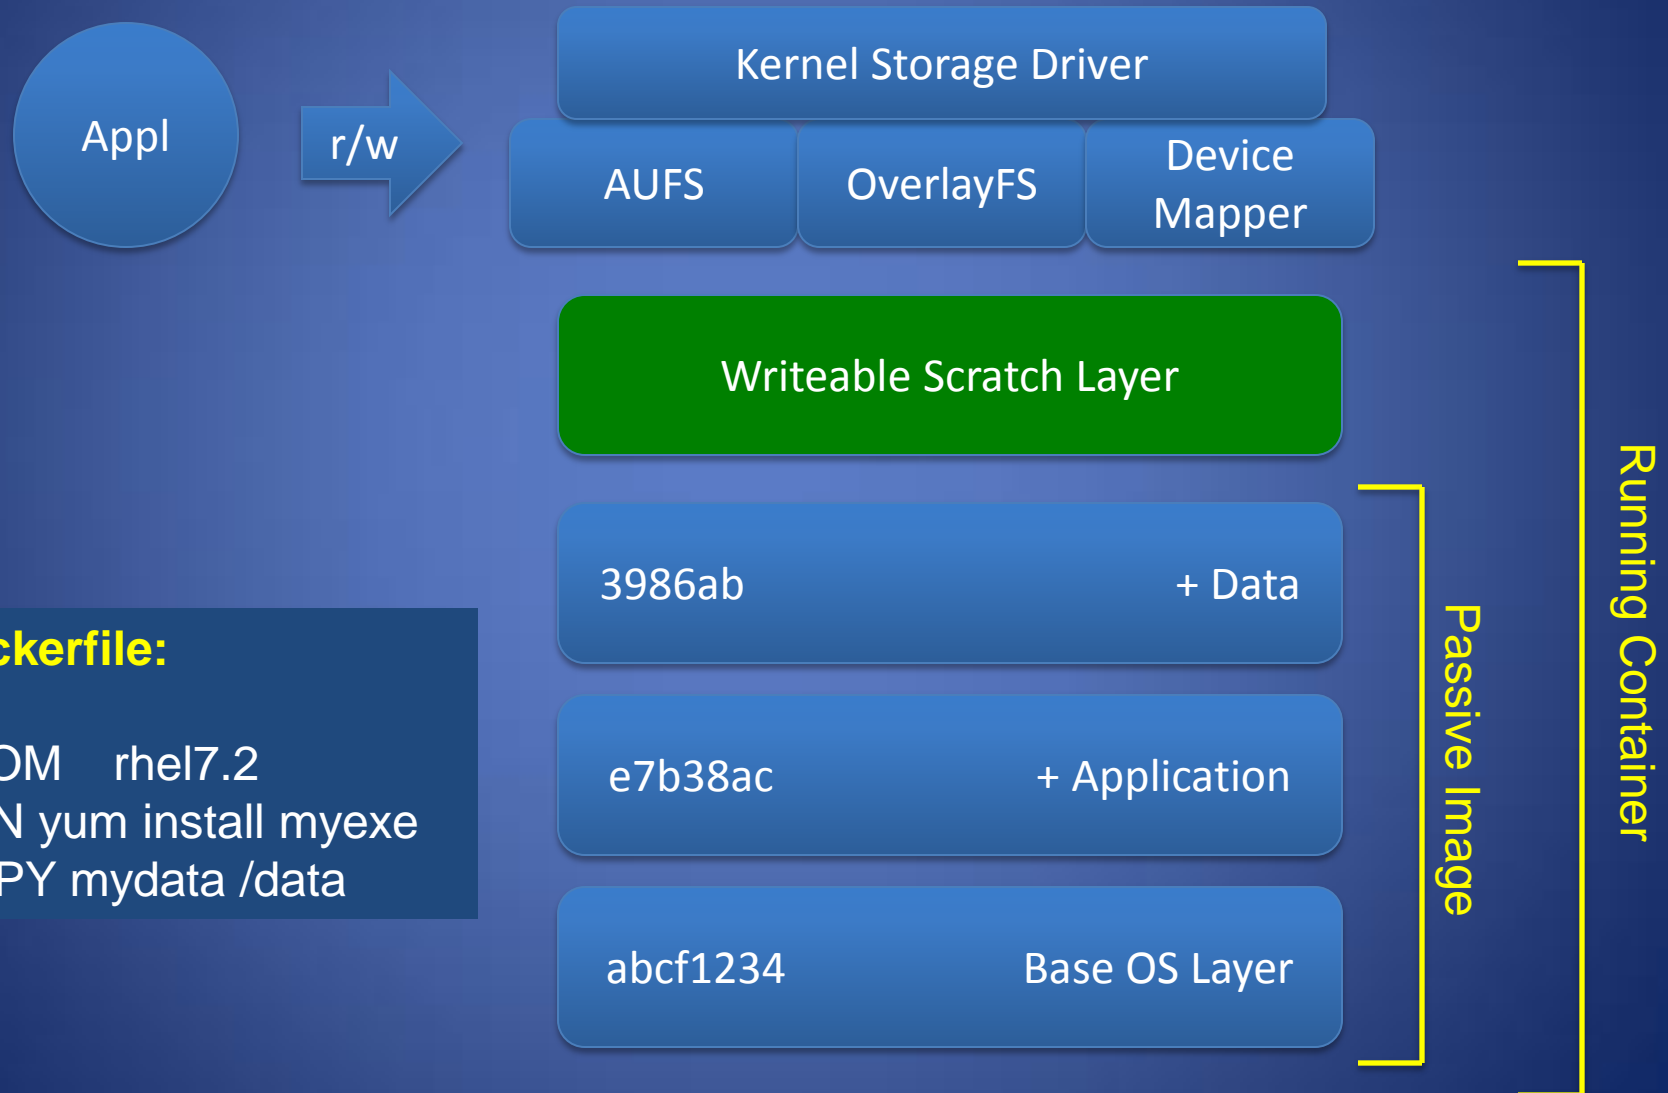 Appl
r/w
Kernel Storage Driver
AUFS
OverlayFS
Device
Mapper
Writeable Scratch Layer
3986ab + Data
e7b38ac + Application
abcf1234 Base OS Layer
Passive Image
Running Container
ckerfile:
OM rhel7.2
N yum install myexe
PY mydata /data